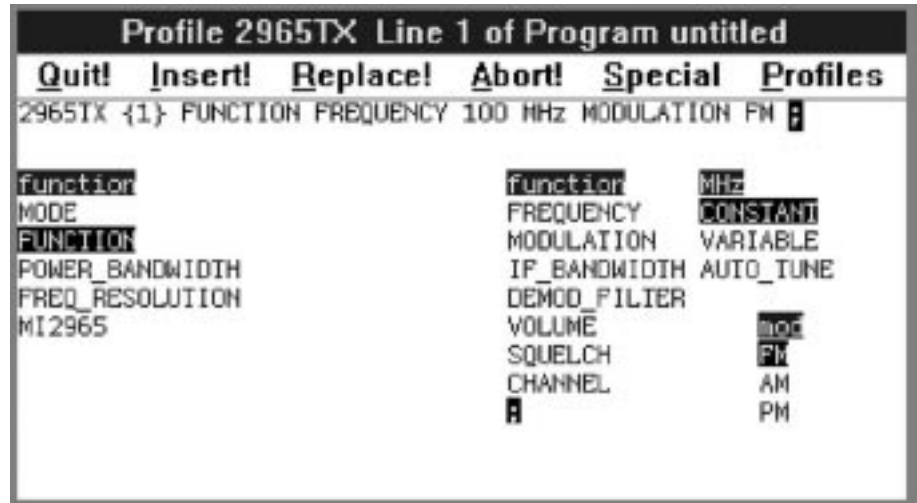 Profile 2965TX Line 1 of Program untitled
Quit! Insert! Replace! Abort! Special Profiles
2965TX {1} FUNCTION FREQUENCY 100 MHz MODULATION FM ;
function function MHz
MODE FREQUENCY CONSTANT
FUNCTION MODULATION VARIABLE
POWER_BANDWIDTH IF_BANDWIDTH AUTO_TUNE
FREQ_RESOLUTION DEMOD_FILTER
MI2965 VOLUME mod
SQUELCH FM
CHANNEL AM
; PM